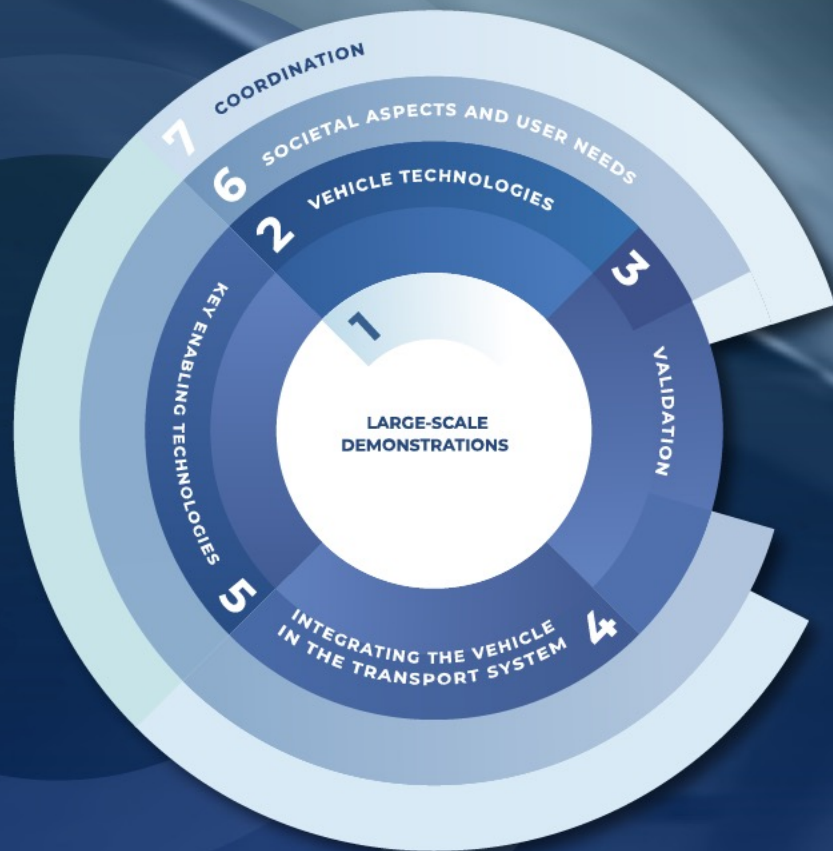 7 COORDINATION
6 SOCIETAL ASPECTS AND USER NEEDS
2 VEHICLE TECHNOLOGIES
3 VALIDATION
1
LARGE-SCALE
DEMONSTRATIONS
5 KEY ENABLING TECHNOLOGIES
4 INTEGRATING THE VEHICLE
IN THE TRANSPORT SYSTEM